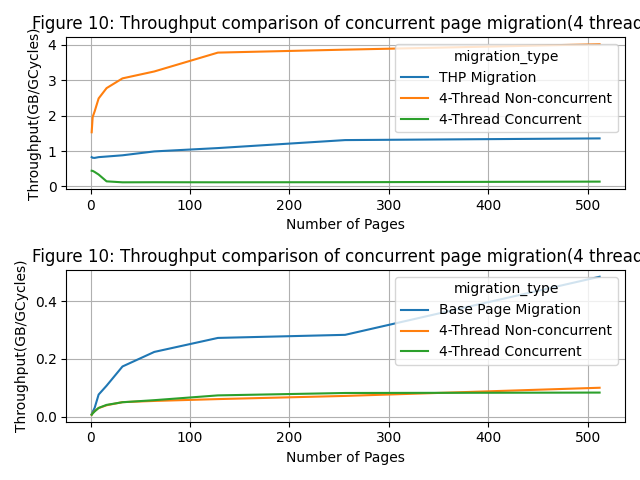 Figure 10: Throughput comparison of concurrent page migration(4 thread
Throughput(GB/GCycles)
4
3
2
1
0
migration_type
THP Migration
4-Thread Non-concurrent
4-Thread Concurrent
0 100 200 300 400 500
Number of Pages
Figure 10: Throughput comparison of concurrent page migration(4 thread
Throughput(GB/GCycles)
0.4
0.2
0.0
migration_type
Base Page Migration
4-Thread Non-concurrent
4-Thread Concurrent
0 100 200 300 400 500
Number of Pages